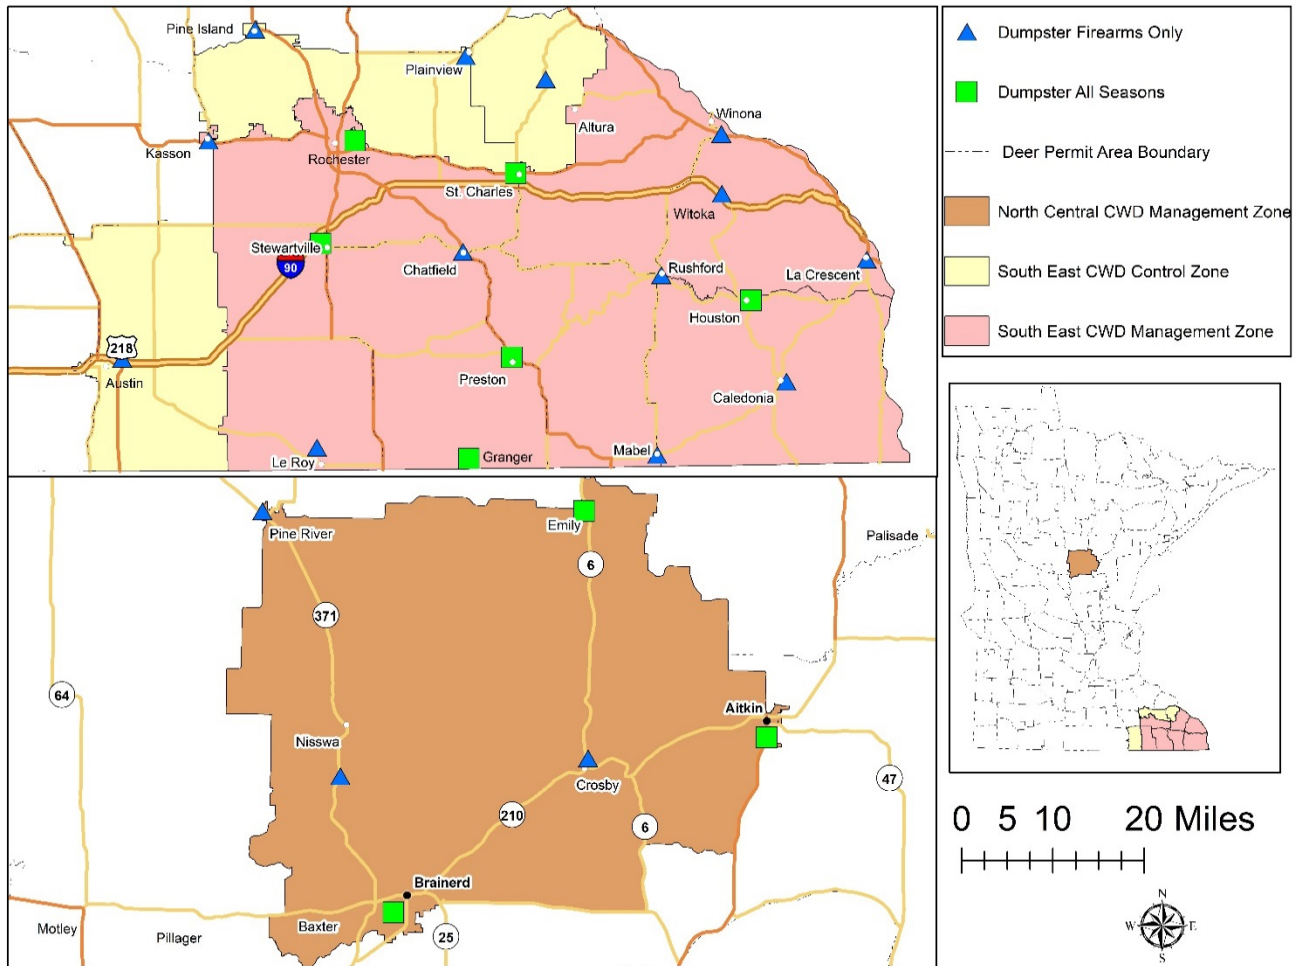 Pine Island
Plainview
Altura
Winona
Kasson
Rochester
St. Charles
Witoka
Stewartville
90
Chatfield
Rushford
La Crescent
Houston
218
Austin
Preston
Caledonia
Le Roy
Granger
Mabel
Pine River
Emily
Palisade
6
371
64
Aitkin
Nisswa
Crosby
47
210
6
Brainerd
Motley
Pillager
Baxter
25
Dumpster Firearms Only
Dumpster All Seasons
Deer Permit Area Boundary
North Central CWD Management Zone
South East CWD Control Zone
South East CWD Management Zone
0 5 10 20 Miles
N
W E
S